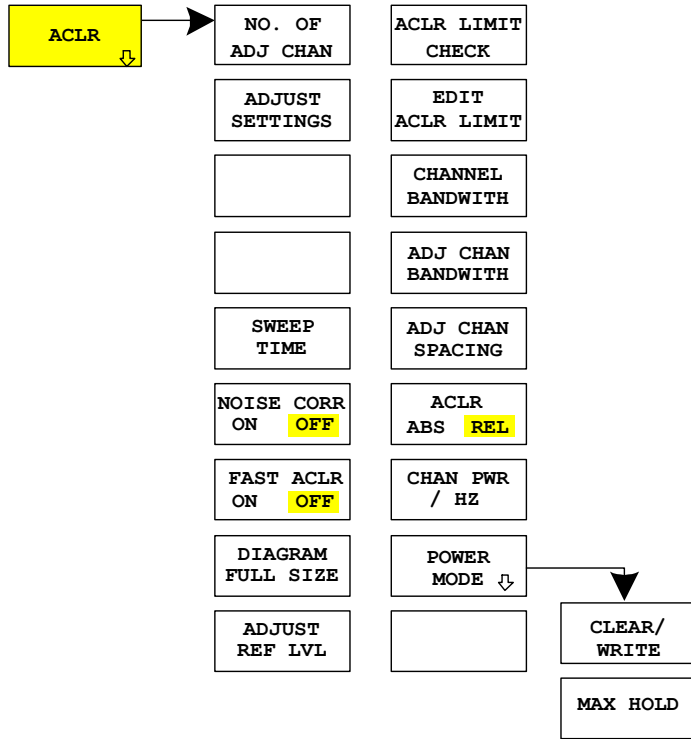 ACLR
NO. OF
ADJ CHAN
ADJUST
SETTINGS
SWEEP
TIME
NOISE CORR
ON OFF
FAST ACLR
ON OFF
DIAGRAM
FULL SIZE
ADJUST
REF LVL
ACLR LIMIT
CHECK
EDIT
ACLR LIMIT
CHANNEL
BANDWITH
ADJ CHAN
BANDWITH
ADJ CHAN
SPACING
ACLR
ABS REL
CHAN PWR
/ HZ
POWER
MODE
CLEAR/
WRITE
MAX HOLD